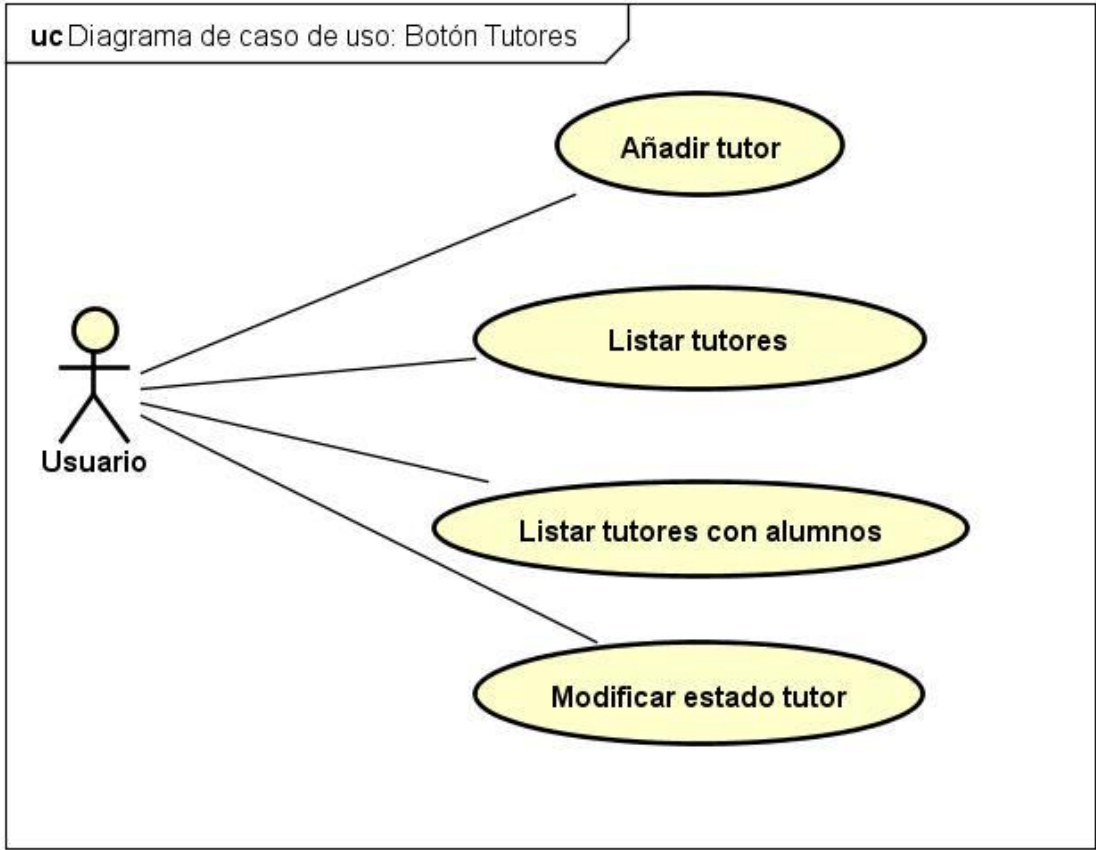 uc Diagrama de caso de uso: Botón Tutores
Añadir tutor
Listar tutores
Usuario
Listar tutores con alumnos
Modificar estado tutor